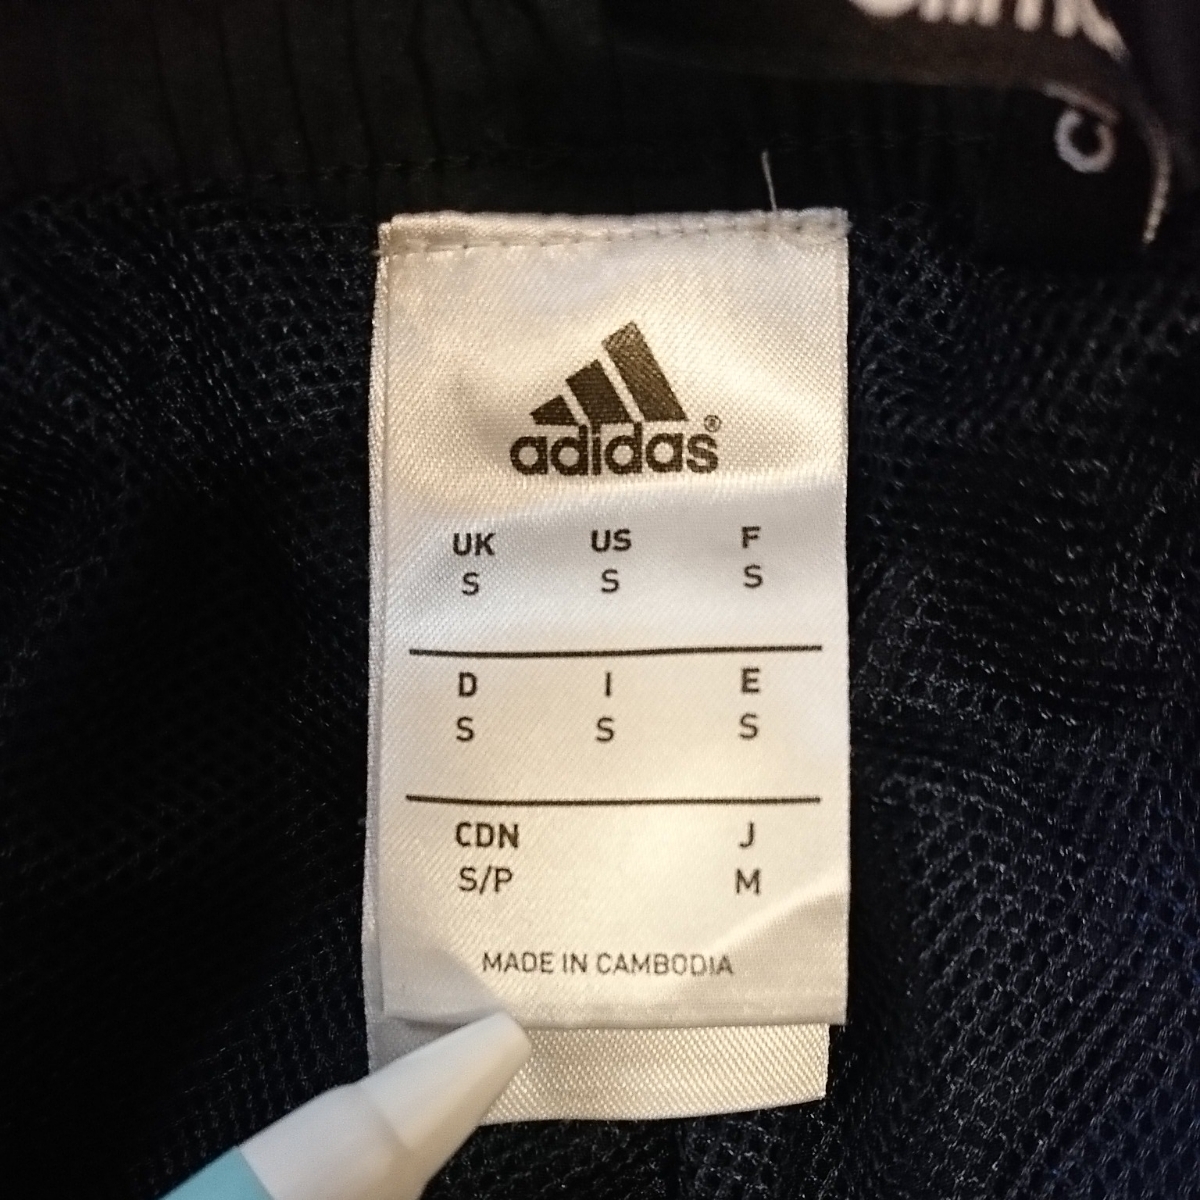 adidas®
UK US F
S S S
D I E
S S S
CDN J
S/P M
MADE IN CAMBODIA